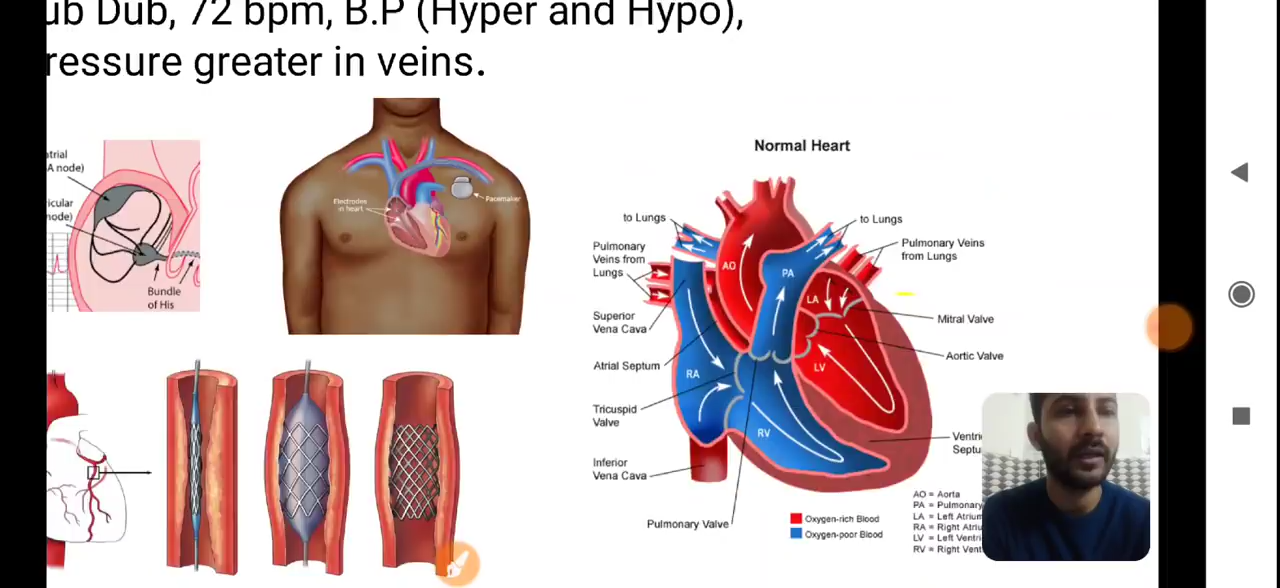 ub Dub, 72 bpm, B.P (Hyper and Hypo),
ressure greater in veins.
atrial
A node)
icular
node)
Bundle
of His
Electrodes
in heart
Pacemaker
Normal Heart
to Lungs
to Lungs
Pulmonary
Veins from
Lungs
Pulmonary Veins
from Lungs
AO
PA
LA
Superior
Vena Cava
Mitral Valve
Aortic Valve
Atrial Septum
RA
LV
Tricuspid
Valve
RV
Ventri
Septu
Inferior
Vena Cava
Pulmonary Valve
Oxygen-rich Blood
Oxygen-poor Blood
AO = Aorta
PA = Pulmonary
LA = Left Atrium
RA = Right Atriu
LV = Left Ventri
RV = Right Vent